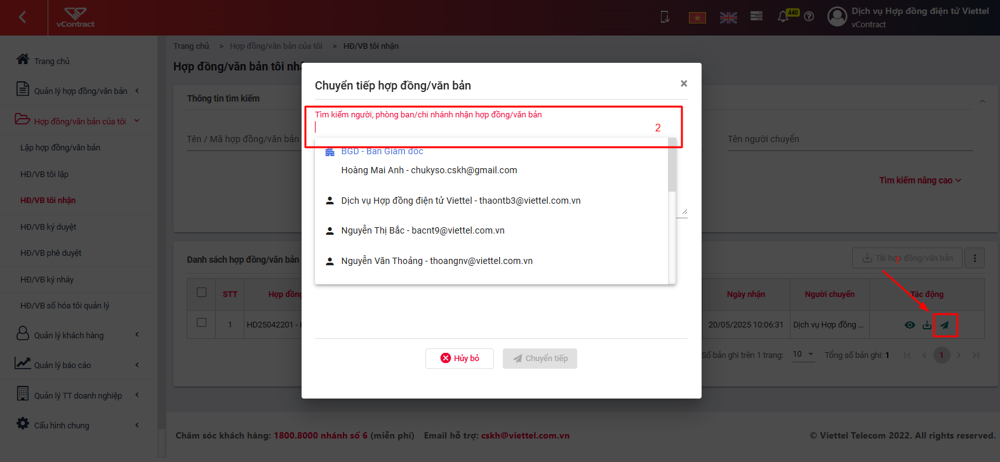 vContract
440
Dịch vụ Hợp đồng điện tử Viettel
vContract
Trang chủ
Quản lý hợp đồng/văn bản
Hợp đồng/văn bản của tôi
Lập hợp đồng/văn bản
HĐ/VB tôi lập
HĐ/VB tôi nhận
HĐ/VB ký duyệt
HĐ/VB phê duyệt
HĐ/VB ký nháy
HĐ/VB số hóa tôi quản lý
Quản lý khách hàng
Quản lý báo cáo
Quản lý TT doanh nghiệp
Cấu hình chung
Trang chủ > Hợp đồng/văn bản của tôi > HĐ/VB tôi nhận
Hợp đồng/văn bản tôi
Thông tin tìm kiếm
Tên / Mã hợp đồng/văn bản
Tên người chuyển
Tìm kiếm nâng cao
Chuyển tiếp hợp đồng/văn bản
×
Tìm kiếm người, phòng ban/chi nhánh nhận hợp đồng/văn bản
2
BGD - Ban Giám đốc
Hoàng Mai Anh - chukyso.cskh@gmail.com
Dịch vụ Hợp đồng điện tử Viettel - thaontb3@viettel.com.vn
Nguyễn Thị Bắc - bacnt9@viettel.com.vn
Nguyễn Văn Thoảng - thoangnv@viettel.com.vn
Hủy bỏ
Chuyển tiếp
Danh sách hợp đồng/văn bản
Tải hợp đồng/văn bản
1
STT
Hợp đồng
Ngày nhận
Người chuyển
Tác động
1
HD25042201 -
20/05/2025 10:06:31
Dịch vụ Hợp đồng ...
Số bản ghi trên 1 trang:
10
Tổng số bản ghi: 1
1
Chăm sóc khách hàng: 1800.8000 nhánh số 6 (miễn phí)
Email hỗ trợ: cskh@viettel.com.vn
© Viettel Telecom 2022. All rights reserved.